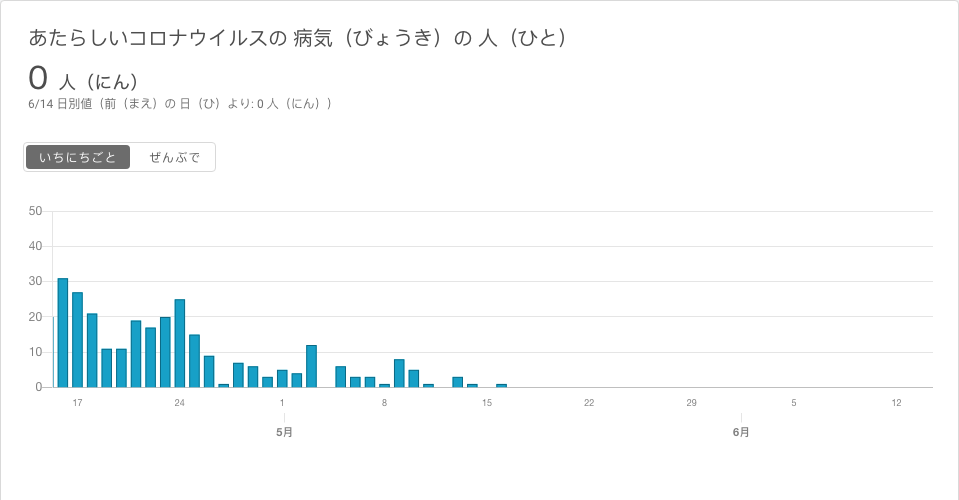 あたらしいコロナウイルスの 病気（びょうき）の 人（ひと）
0 人（にん）
6/14 日別値（前（まえ）の 日（ひ）より: 0 人（にん））
いちにちごと ぜんぶで
50
40
30
20
10
0
17 24 1 8 15 22 29 5 12
5月 6月